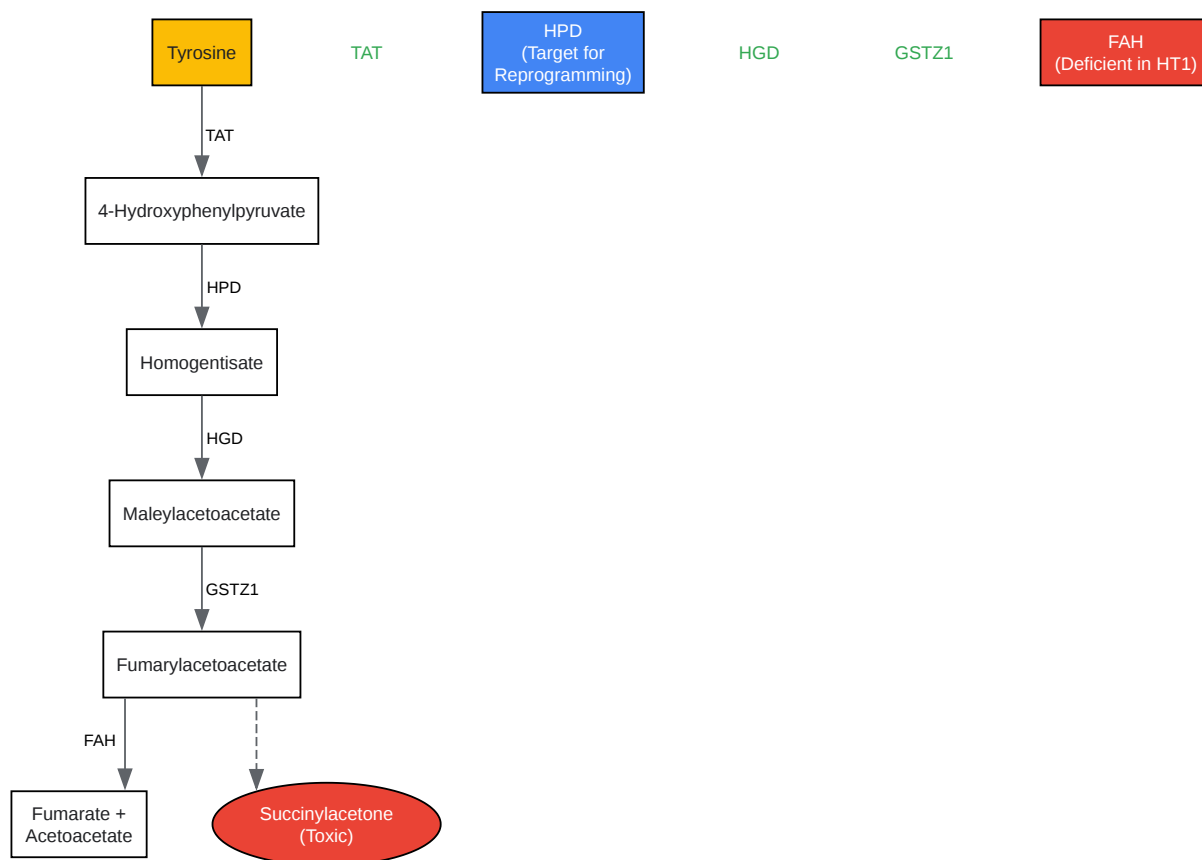 Tyrosine
TAT
HPD
(Target for
Reprogramming)
HGD
GSTZ1
FAH
(Deficient in HT1)
TAT
4-Hydroxyphenylpyruvate
HPD
Homogentisate
HGD
Maleylacetoacetate
GSTZ1
Fumarylacetoacetate
FAH
Fumarate +
Acetoacetate
Succinylacetone
(Toxic)